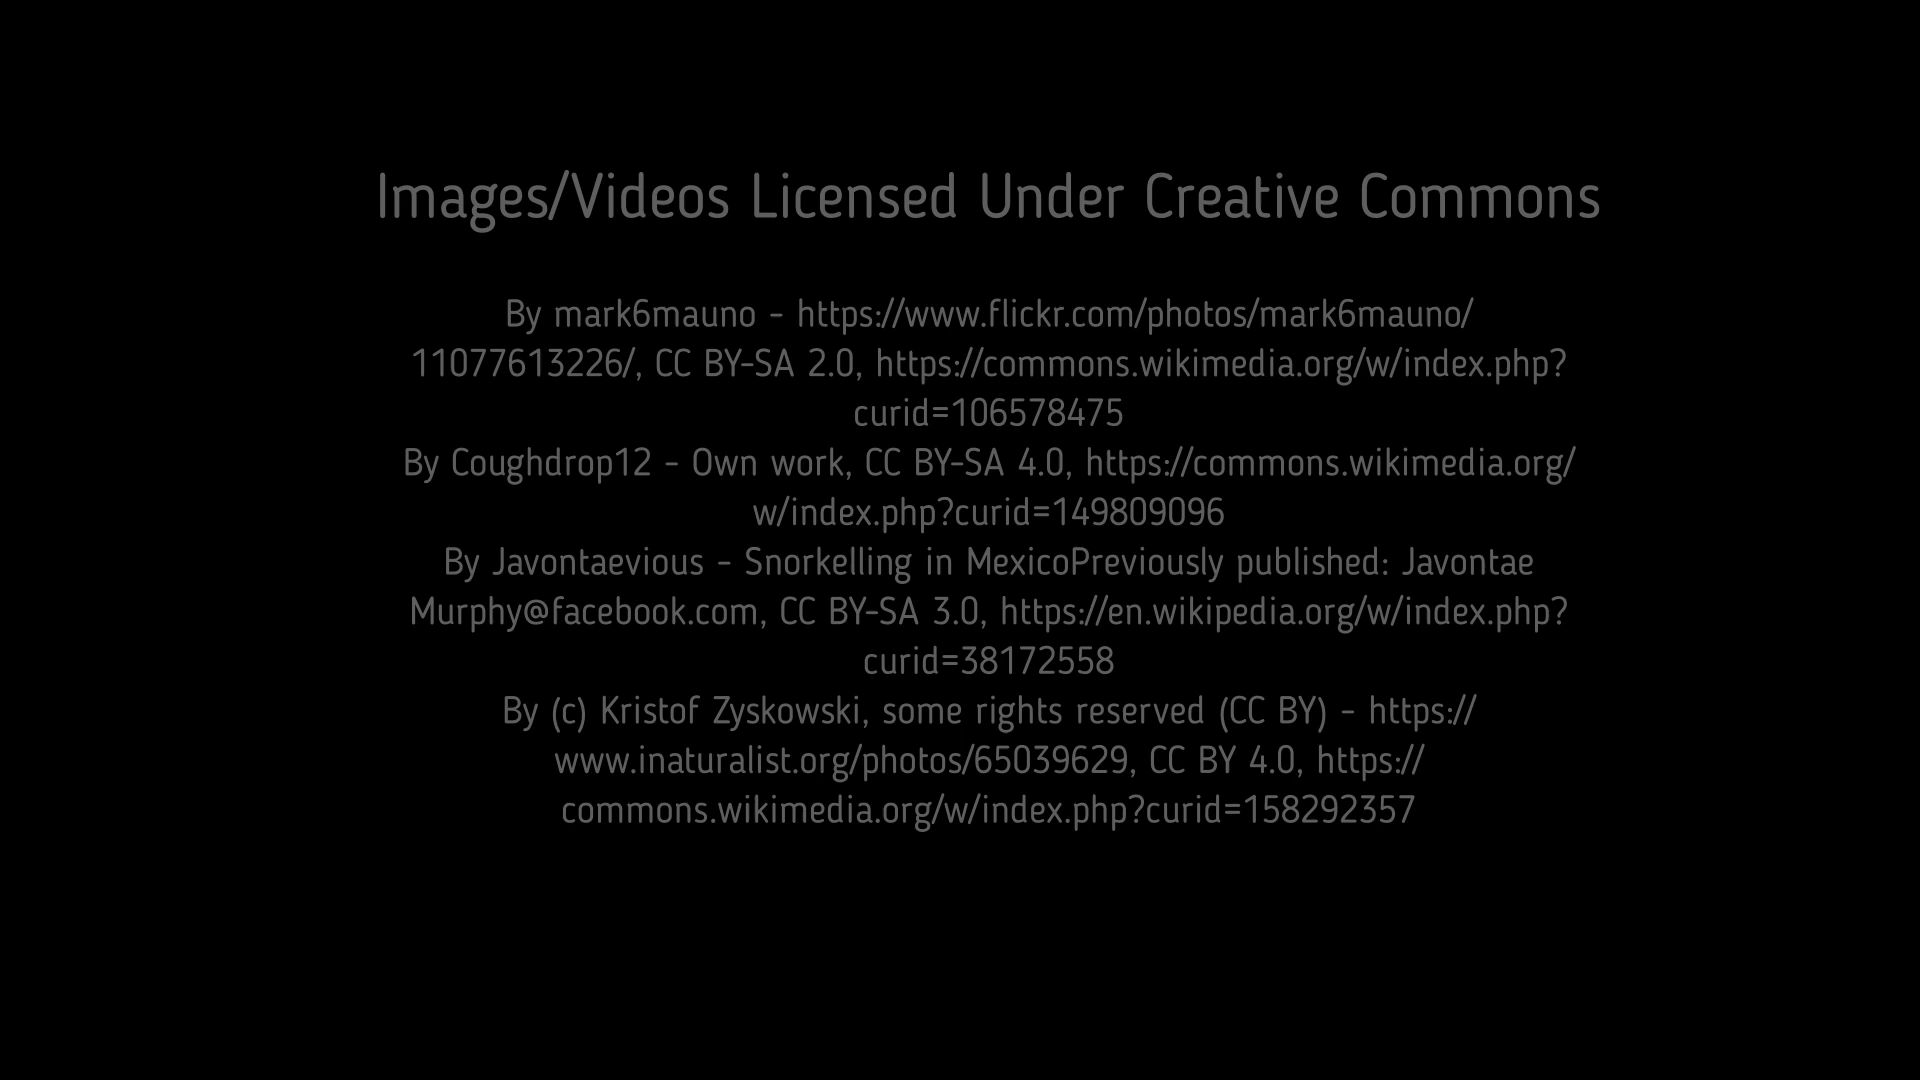 Images/Videos Licensed Under Creative Commons
By mark6mauno - https://www.flickr.com/photos/mark6mauno/
11077613226/, CC BY-SA 2.0, https://commons.wikimedia.org/w/index.php?
curid=106578475
By Coughdrop12 - Own work, CC BY-SA 4.0, https://commons.wikimedia.org/
w/index.php?curid=149809096
By Javontaevious - Snorkelling in MexicoPreviously published: Javontae
Murphy@facebook.com, CC BY-SA 3.0, https://en.wikipedia.org/w/index.php?
curid=38172558
By (c) Kristof Zyskowski, some rights reserved (CC BY) - https://
www.inaturalist.org/photos/65039629, CC BY 4.0, https://
commons.wikimedia.org/w/index.php?curid=158292357